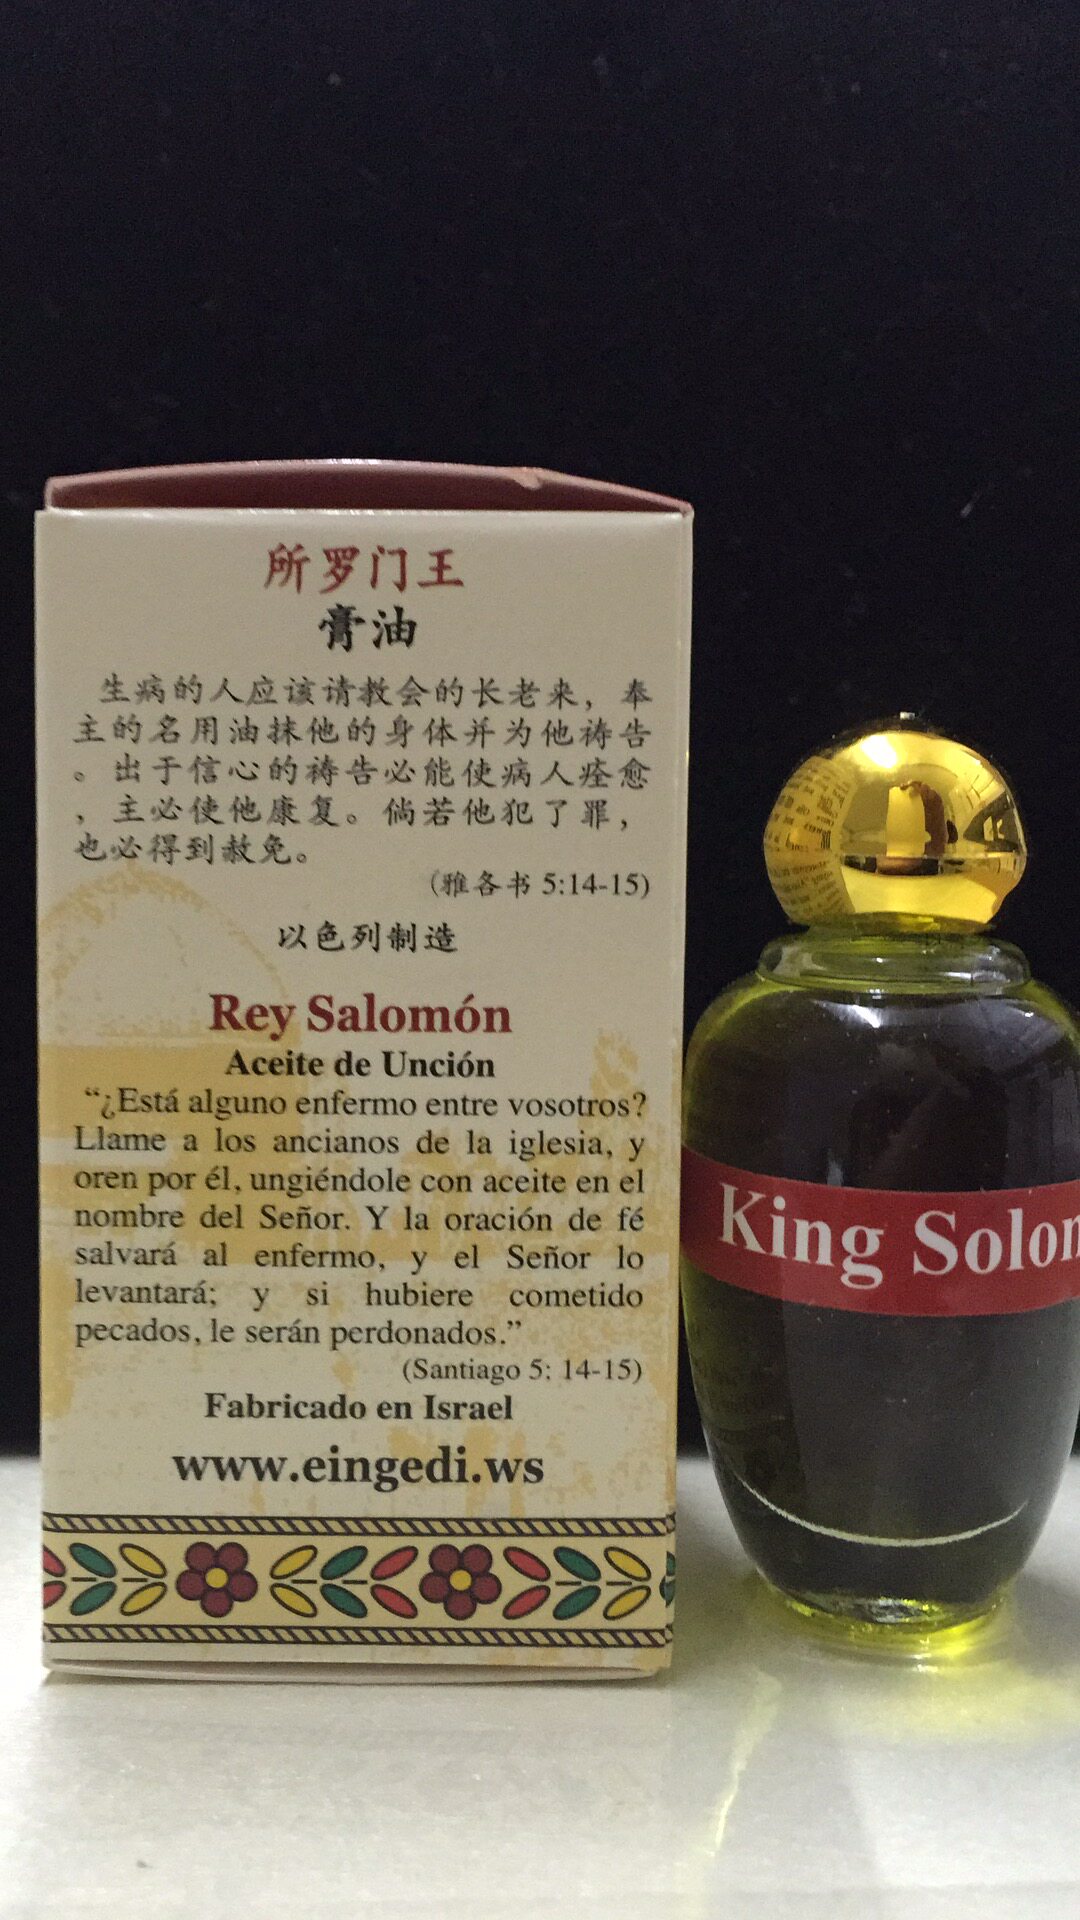 所罗门王
膏油
生病的人应该请教会的长老来，奉
主的名用油抹他的身体并为他祷告
。出于信心的祷告必能使病人痊愈
，主必使他康复。倘若他犯了罪，
也必得到赦免。
(雅各书 5:14-15)
以色列制造
Rey Salomón
Aceite de Unción
“¿Está alguno enfermo entre vosotros?
Llame a los ancianos de la iglesia, y
oren por él, ungiéndole con aceite en el
nombre del Señor. Y la oración de fé
salvará al enfermo, y el Señor lo
levantará; y si hubiere cometido
pecados, le serán perdonados.”
(Santiago 5: 14-15)
Fabricado en Israel
www.eingedi.ws
King Solom